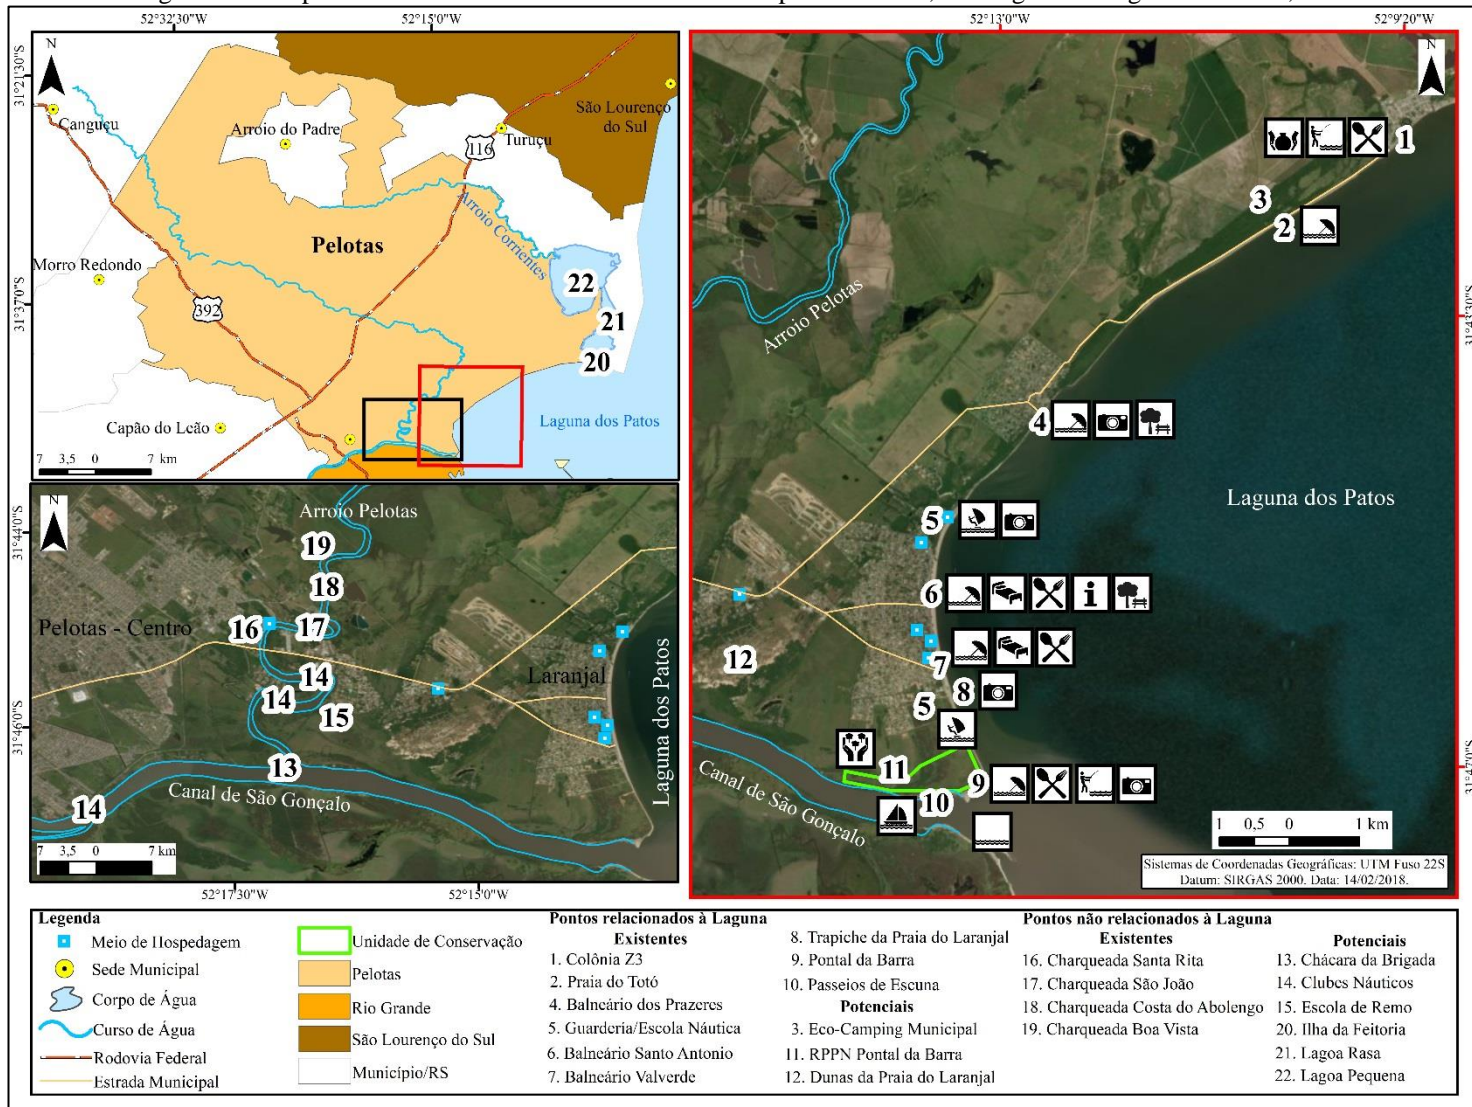 52°32'30"W
52°15'0"W
52°13'0"W
52°9'20"W
31°21'30"S
31°37'0"S
N
Canguçu
Arroio do Padre
São Lourenço
do Sul
Turuçu
116
Arroio Corrientes
Pelotas
Morro Redondo
392
22
21
20
Capão do Leão
Laguna dos Patos
7 3,5 0 7 km
31°44'0"S
31°46'0"S
N
Arroio Pelotas
19
18
Pelotas - Centro
16
17
14
14
15
Laranjal
Laguna dos Patos
13
14
Canal de São Gonçalo
7 3,5 0 7 km
52°17'30"W
52°15'0"W
N
1
3
2
31°43'30"S
Arroio Pelotas
4
Laguna dos Patos
5
6
i
12
7
8
5
11
9
31°47'0"S
10
Canal de São Gonçalo
1 0,5 0 1 km
Sistemas de Coordenadas Geográficas: UTM Fuso 22S
Datum: SIRGAS 2000. Data: 14/02/2018.
Legenda
Meio de Hospedagem
Sede Municipal
Corpo de Água
Curso de Água
Rodovia Federal
Estrada Municipal
Unidade de Conservação
Pelotas
Rio Grande
São Lourenço do Sul
Município/RS
Pontos relacionados à Laguna
Existentes
1. Colônia Z3
2. Praia do Totó
4. Balneário dos Prazeres
5. Guarderia/Escola Náutica
6. Balneário Santo Antonio
7. Balneário Valverde
8. Trapiche da Praia do Laranjal
9. Pontal da Barra
10. Passeios de Escuna
Potenciais
3. Eco-Camping Municipal
11. RPPN Pontal da Barra
12. Dunas da Praia do Laranjal
Pontos não relacionados à Laguna
Existentes
16. Charqueada Santa Rita
17. Charqueada São João
18. Charqueada Costa do Abolengo
19. Charqueada Boa Vista
Potenciais
13. Chácara da Brigada
14. Clubes Náuticos
15. Escola de Remo
20. Ilha da Feitoria
21. Lagoa Rasa
22. Lagoa Pequena